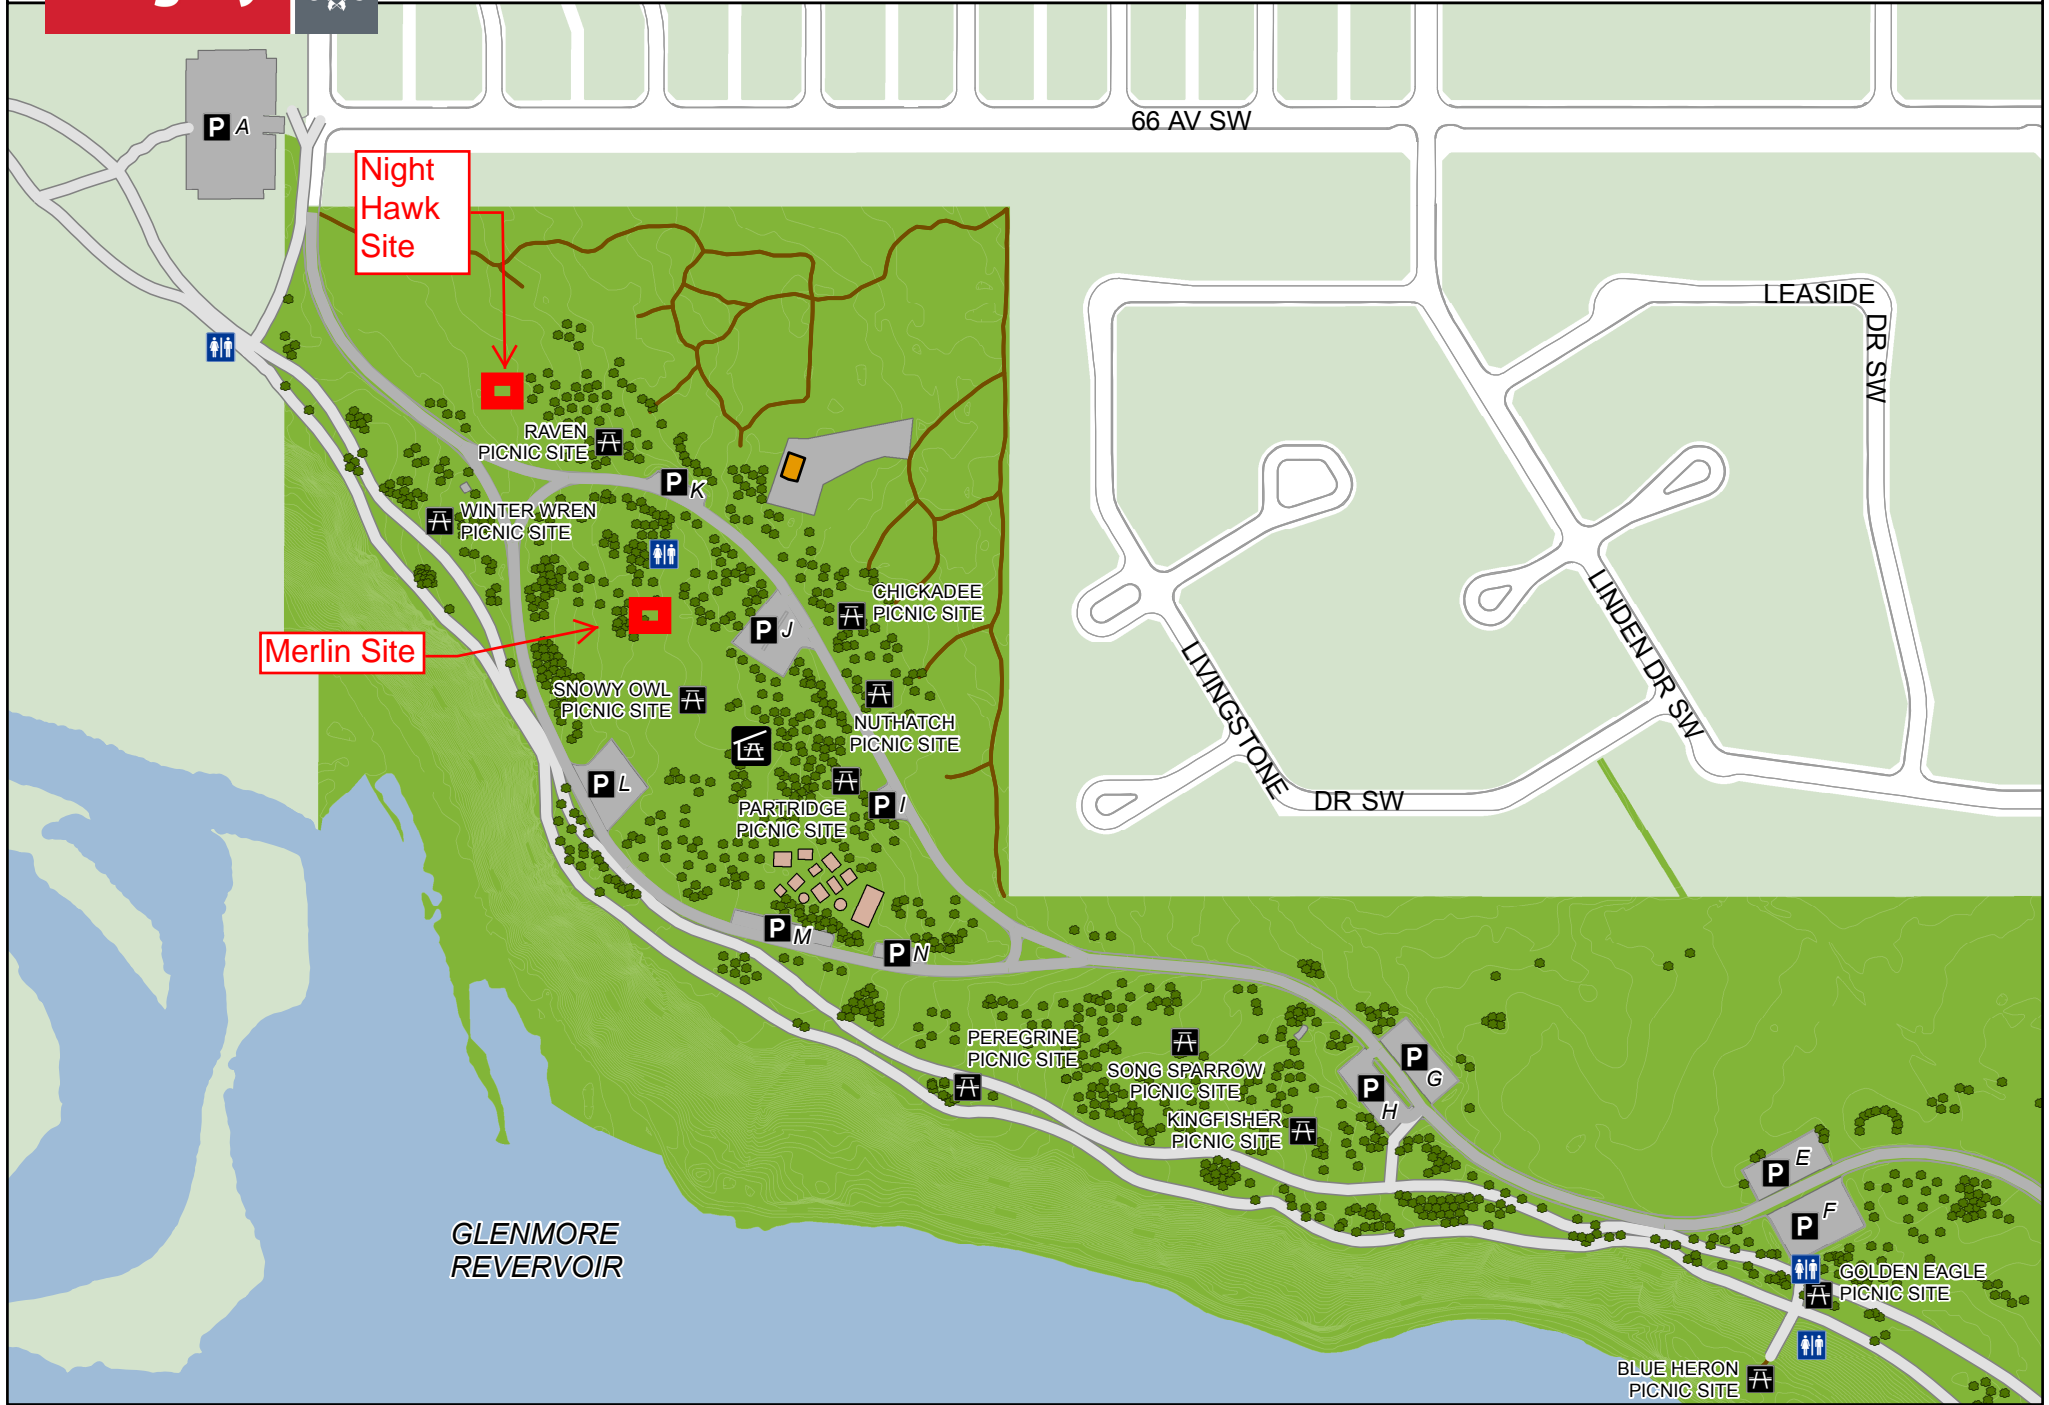 66 AV SW
P A
Night
Hawk
Site
LEASIDE
DR SW
RAVEN
PICNIC SITE
P K
WINTER WREN
PICNIC SITE
CHICKADEE
PICNIC SITE
P J
Merlin Site
SNOWY OWL
PICNIC SITE
NUTHATCH
PICNIC SITE
LINDEN DR SW
LIVINGSTONE
DR SW
P L
P I
PARTRIDGE
PICNIC SITE
P M
P N
PEREGRINE
PICNIC SITE
SONG SPARROW
PICNIC SITE
P G
P H
KINGFISHER
PICNIC SITE
P E
P F
GLENMORE
REVERVOIR
GOLDEN EAGLE
PICNIC SITE
BLUE HERON
PICNIC SITE